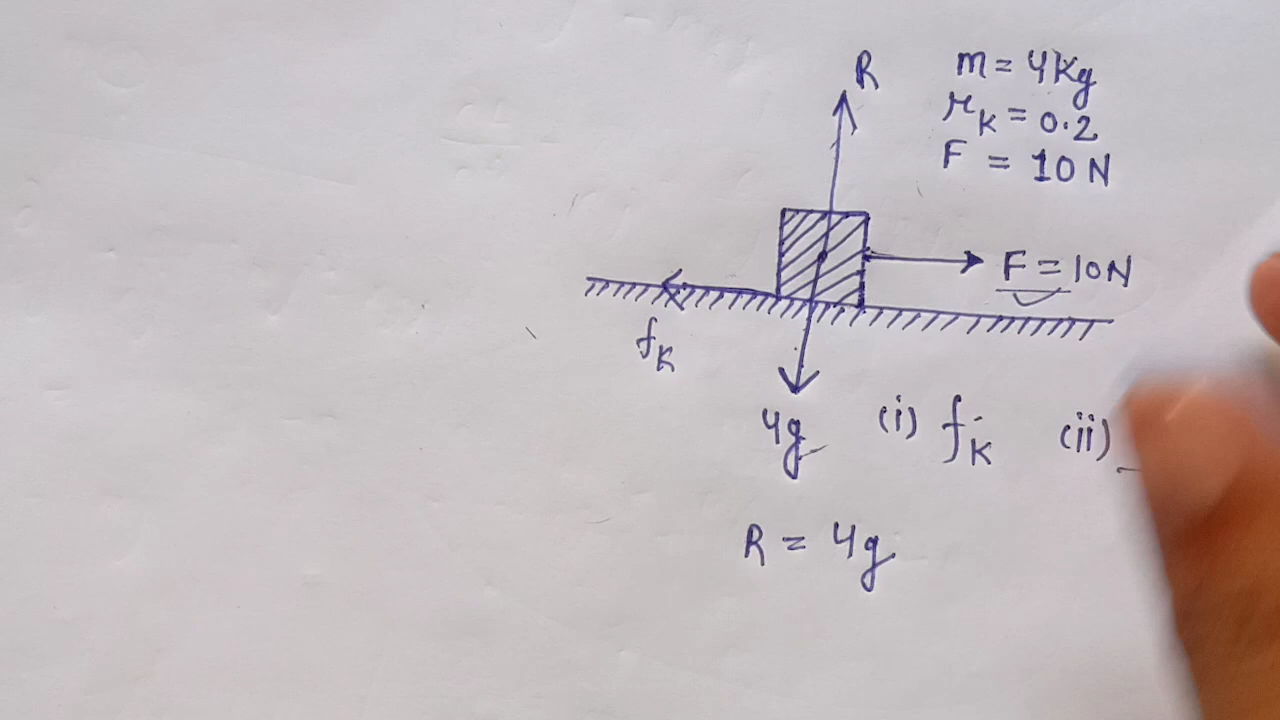 R
m = 4Kg
μK = 0.2
F = 10 N
F = 10N
fK
4g
(i) fK (ii)
R = 4g